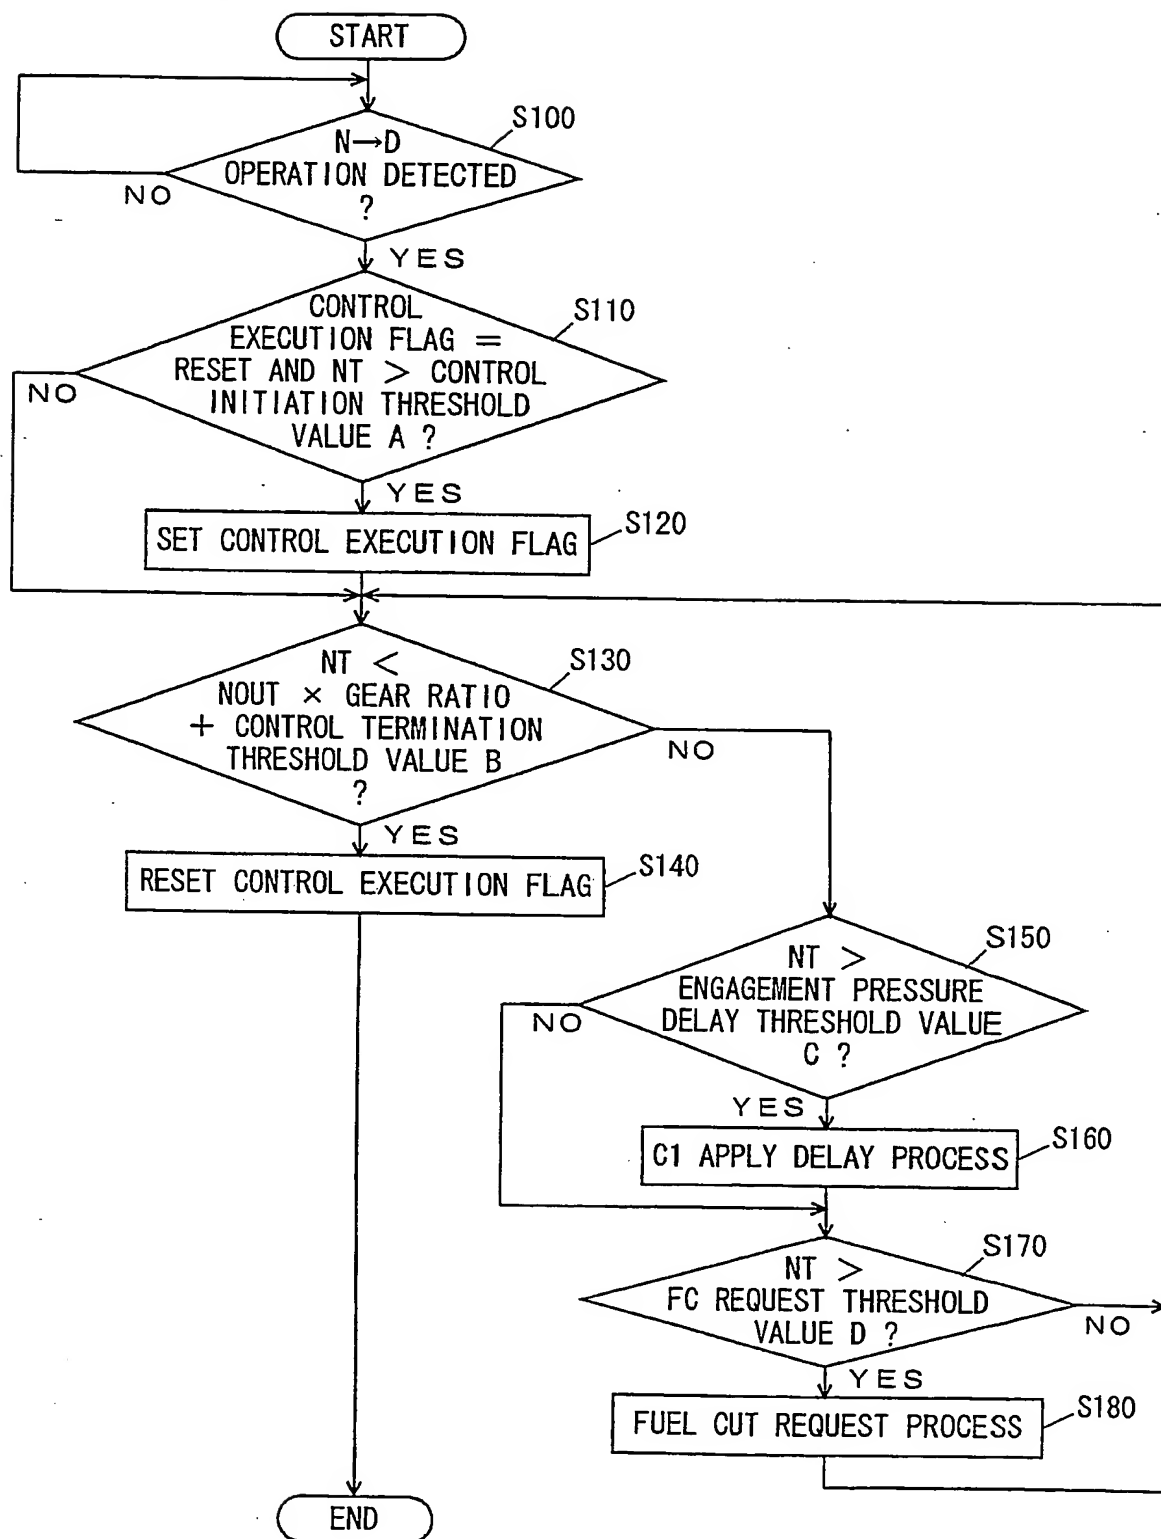 START
S100
N→D
OPERATION DETECTED
?
NO
YES
S110
CONTROL
EXECUTION FLAG =
RESET AND NT > CONTROL
INITIATION THRESHOLD
VALUE A ?
NO
YES
S120
SET CONTROL EXECUTION FLAG
S130
NT <
NOUT × GEAR RATIO
+ CONTROL TERMINATION
THRESHOLD VALUE B
?
NO
YES
S140
RESET CONTROL EXECUTION FLAG
S150
NT >
ENGAGEMENT PRESSURE
DELAY THRESHOLD VALUE
C ?
NO
YES
S160
C1 APPLY DELAY PROCESS
S170
NT >
FC REQUEST THRESHOLD
VALUE D ?
NO
YES
S180
FUEL CUT REQUEST PROCESS
END